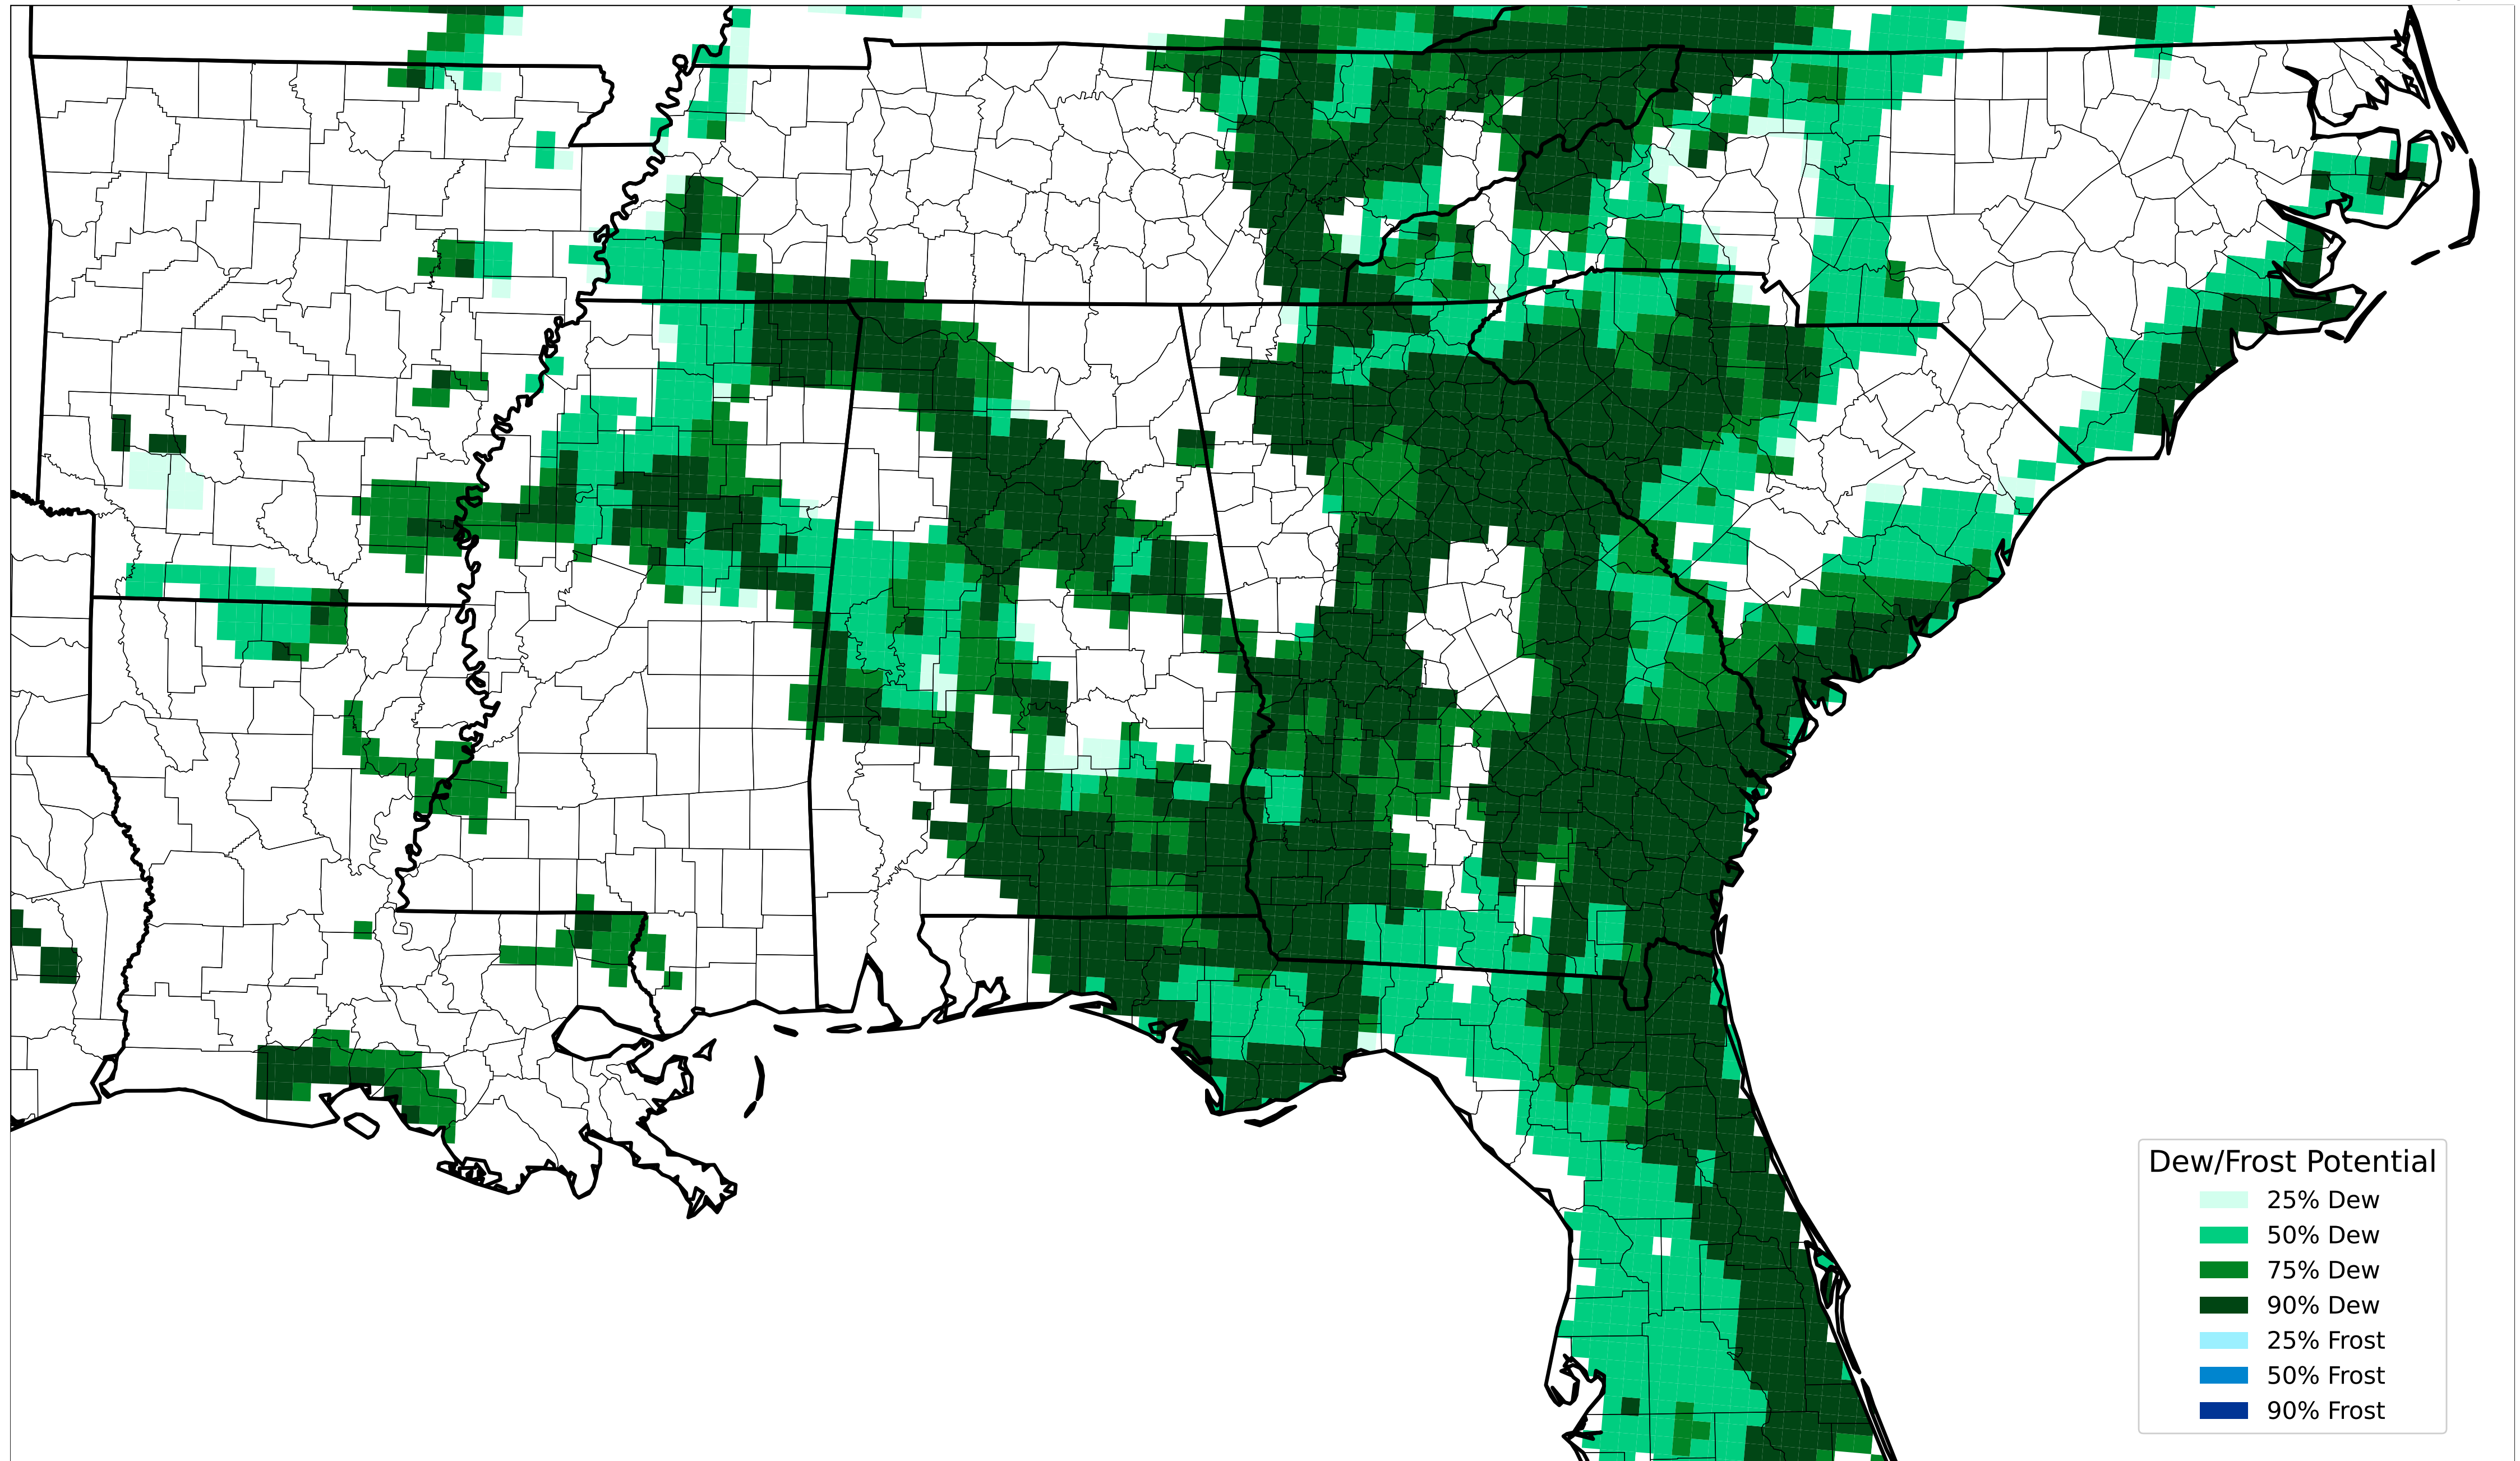 Dew/Frost Potential
25% Dew
50% Dew
75% Dew
90% Dew
25% Frost
50% Frost
90% Frost